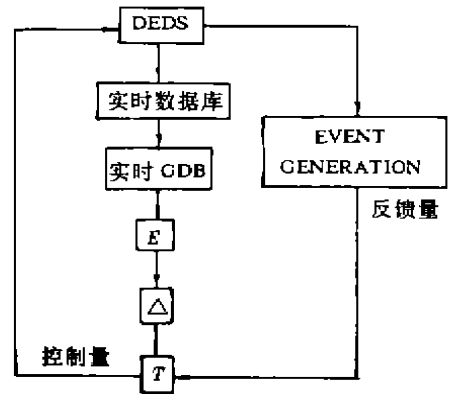 DEDS
实时数据库
实时 GDB
EVENT
GENERATION
反馈量
E
△
控制量
T